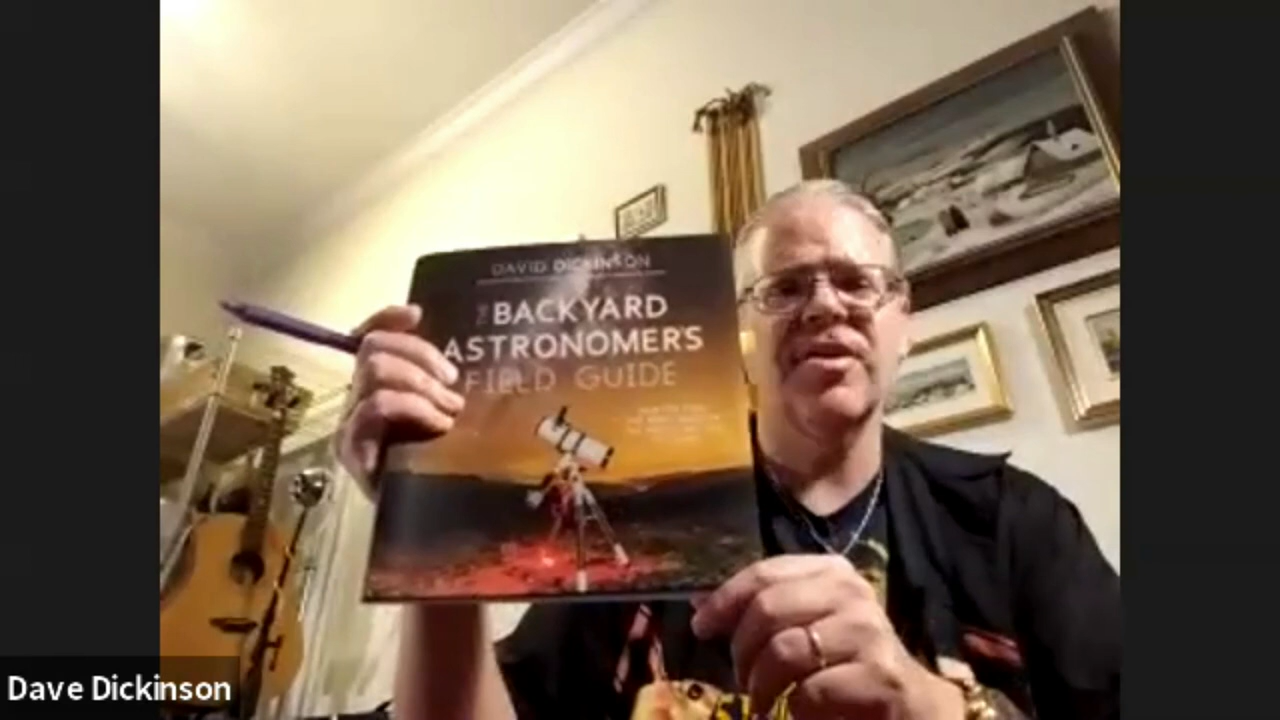 DAVID DICKINSON
THE
BACKYARD
ASTRONOMER'S
FIELD GUIDE
Dave Dickinson